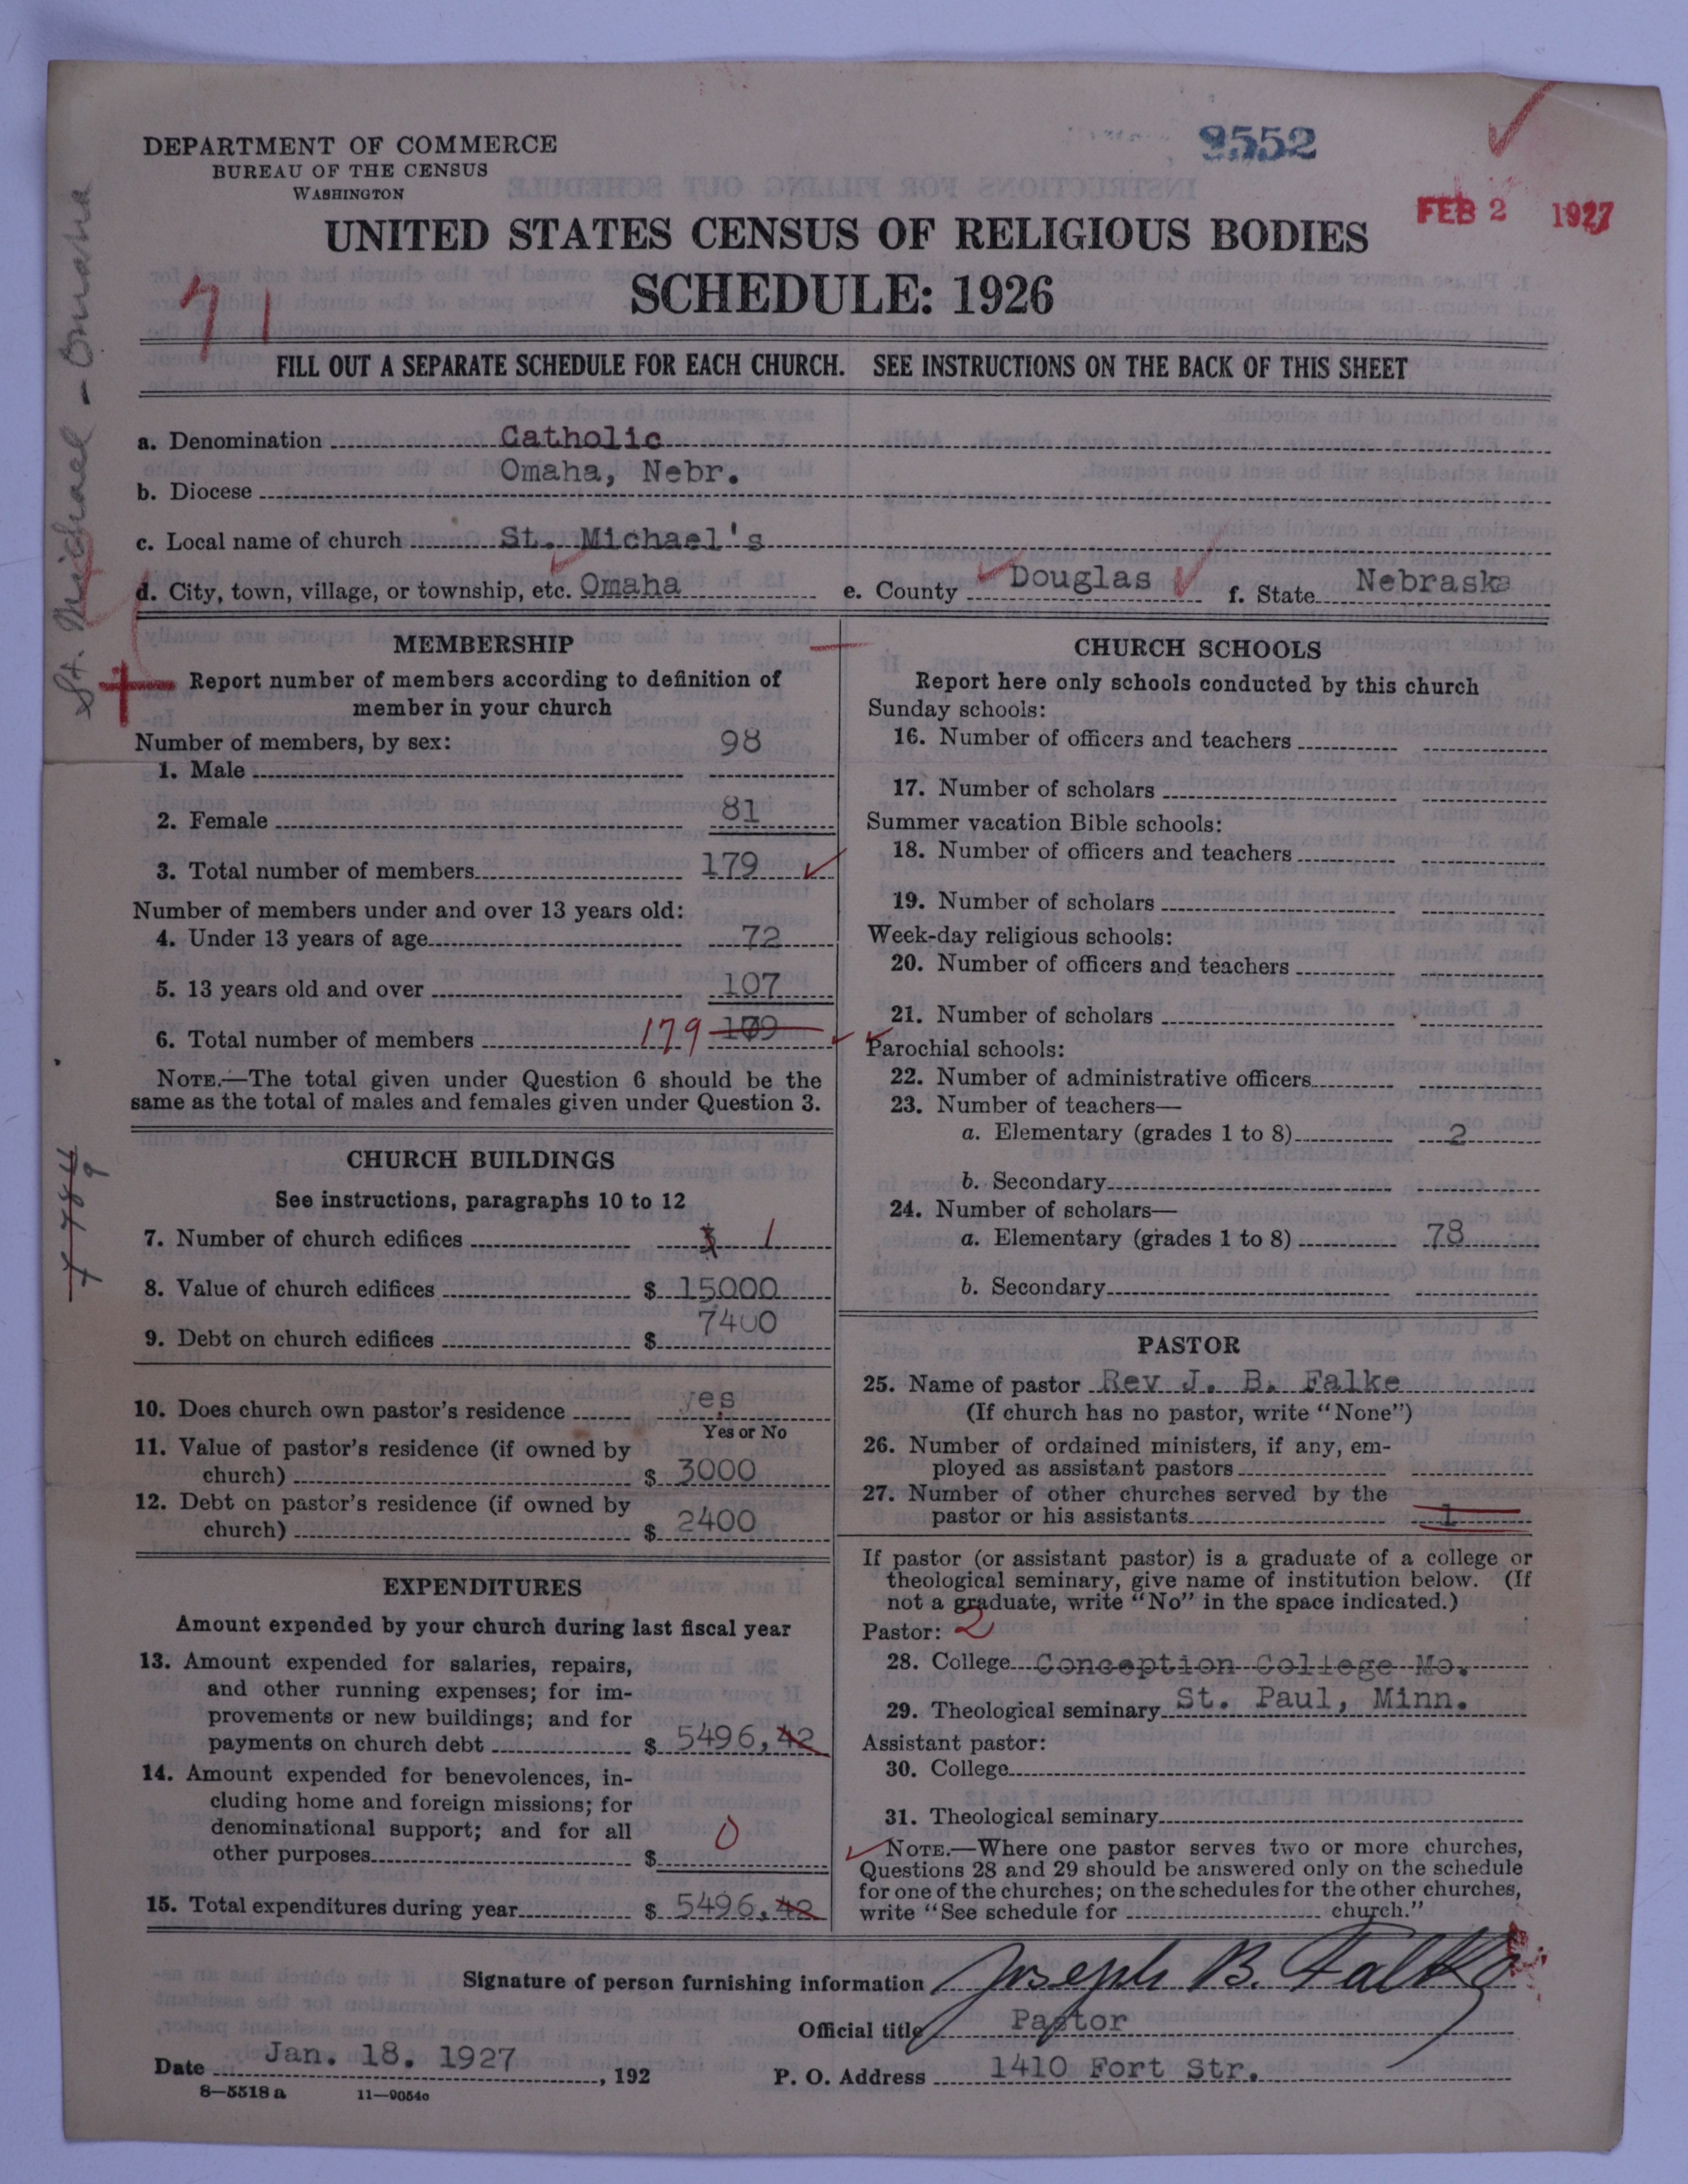 9552
DEPARTMENT OF COMMERCE
BUREAU OF THE CENSUS
WASHINGTON
FEB 2 1927
UNITED STATES CENSUS OF RELIGIOUS BODIES
SCHEDULE: 1926
71
FILL OUT A SEPARATE SCHEDULE FOR EACH CHURCH. SEE INSTRUCTIONS ON THE BACK OF THIS SHEET
St. Michael - Omaha
a. Denomination Catholic
b. Diocese Omaha, Nebr.
c. Local name of church St. Michael's
d. City, town, village, or township, etc. Omaha e. County Douglas f. State Nebraska
MEMBERSHIP
Report number of members according to definition of
member in your church
Number of members, by sex:
1. Male 98
2. Female 81
3. Total number of members 179
Number of members under and over 13 years old:
4. Under 13 years of age 72
5. 13 years old and over 107
6. Total number of members 179
NOTE.—The total given under Question 6 should be the
same as the total of males and females given under Question 3.
CHURCH BUILDINGS
See instructions, paragraphs 10 to 12
7. Number of church edifices 1
8. Value of church edifices $ 15000
9. Debt on church edifices $ 7400
10. Does church own pastor's residence yes
Yes or No
11. Value of pastor's residence (if owned by
church) $ 3000
12. Debt on pastor's residence (if owned by
church) $ 2400
EXPENDITURES
Amount expended by your church during last fiscal year
13. Amount expended for salaries, repairs,
and other running expenses; for im-
provements or new buildings; and for
payments on church debt $ 5496,42
14. Amount expended for benevolences, in-
cluding home and foreign missions; for
denominational support; and for all
other purposes $ 0
15. Total expenditures during year $ 5496,42
CHURCH SCHOOLS
Report here only schools conducted by this church
Sunday schools:
16. Number of officers and teachers
17. Number of scholars
Summer vacation Bible schools:
18. Number of officers and teachers
19. Number of scholars
Week-day religious schools:
20. Number of officers and teachers
21. Number of scholars
Parochial schools:
22. Number of administrative officers
23. Number of teachers—
a. Elementary (grades 1 to 8) 2
b. Secondary
24. Number of scholars—
a. Elementary (grades 1 to 8) 78
b. Secondary
PASTOR
25. Name of pastor Rev J. B. Falke
(If church has no pastor, write "None")
26. Number of ordained ministers, if any, em-
ployed as assistant pastors
27. Number of other churches served by the
pastor or his assistants 1
If pastor (or assistant pastor) is a graduate of a college or
theological seminary, give name of institution below. (If
not a graduate, write "No" in the space indicated.)
Pastor: 2
28. College Conception College Mo.
29. Theological seminary St. Paul, Minn.
Assistant pastor:
30. College
31. Theological seminary
NOTE.—Where one pastor serves two or more churches,
Questions 28 and 29 should be answered only on the schedule
for one of the churches; on the schedules for the other churches,
write "See schedule for church."
Signature of person furnishing information Joseph B. Falke
Official title Pastor
Date Jan. 18. 1927, 192
P. O. Address 1410 Fort Str.
8—5518 a 11—9054c